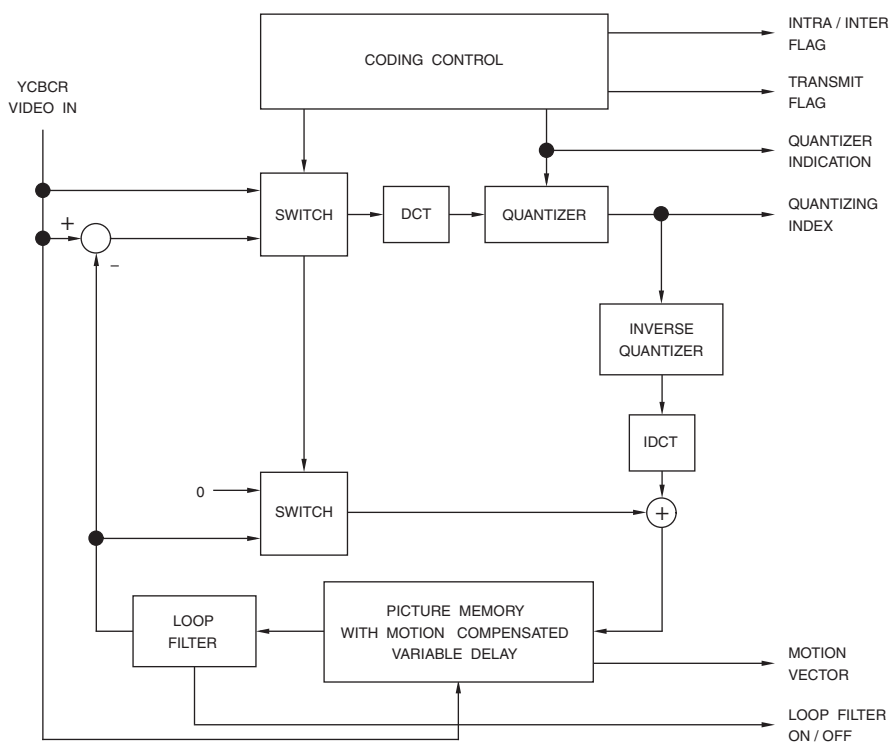 INTRA / INTER
FLAG
CODING CONTROL
TRANSMIT
FLAG
YCBCR
VIDEO IN
QUANTIZER
INDICATION
SWITCH
DCT
QUANTIZER
QUANTIZING
INDEX
+
–
INVERSE
QUANTIZER
IDCT
0
SWITCH
+
LOOP
FILTER
PICTURE MEMORY
WITH MOTION COMPENSATED
VARIABLE DELAY
MOTION
VECTOR
LOOP FILTER
ON / OFF